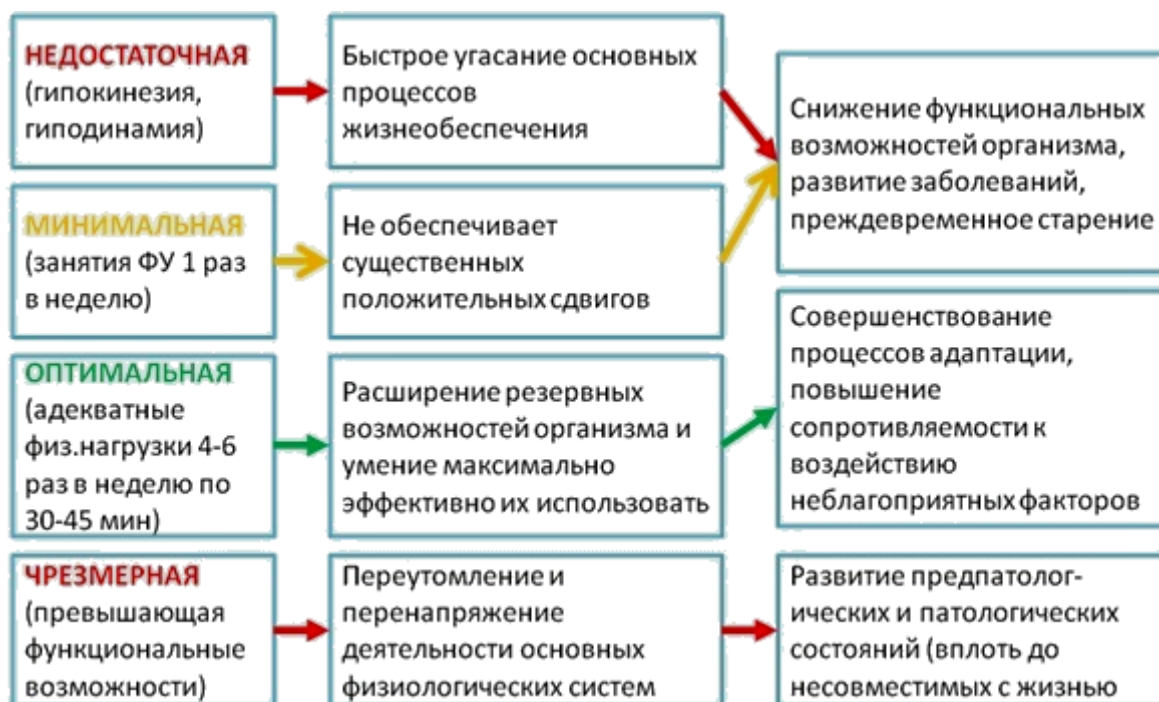 НЕДОСТАТОЧНАЯ
(гипокинезия,
гиподинамия)
Быстрое угасание основных
процессов
жизнеобеспечения
Снижение функциональных
возможностей организма,
развитие заболеваний,
преждевременное старение
МИНИМАЛЬНАЯ
(занятия ФУ 1 раз
в неделю)
Не обеспечивает
существенных
положительных сдвигов
ОПТИМАЛЬНАЯ
(адекватные
физ.нагрузки 4-6
раз в неделю по
30-45 мин)
Расширение резервных
возможностей организма и
умение максимально
эффективно их использовать
Совершенствование
процессов адаптации,
повышение
сопротивляемости к
воздействию
неблагоприятных факторов
ЧРЕЗМЕРНАЯ
(превышающая
функциональные
возможности)
Переутомление и
перенапряжение
деятельности основных
физиологических систем
Развитие предпатолог-
ических и патологических
состояний (вплоть до
несовместимых с жизнью